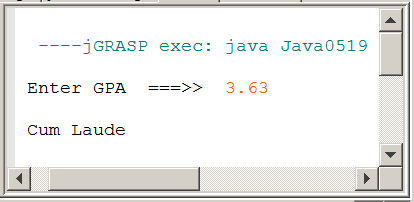 ----jGRASP exec: java Java0519
Enter GPA  ===>>  3.63
Cum Laude